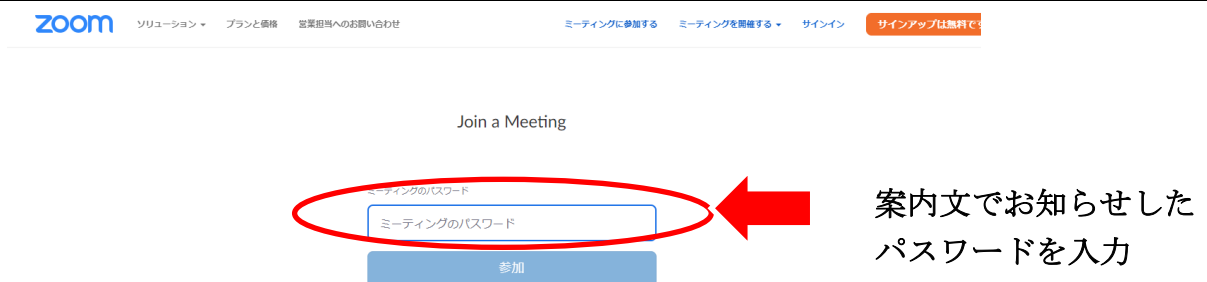 zoom ソリューション プランと価格 営業担当へのお問い合わせ ミーティングに参加する ミーティングを開催する サインイン サインアップは無料です
Join a Meeting
ミーティングのパスワード
ミーティングのパスワード
参加
案内文でお知らせした
パスワードを入力